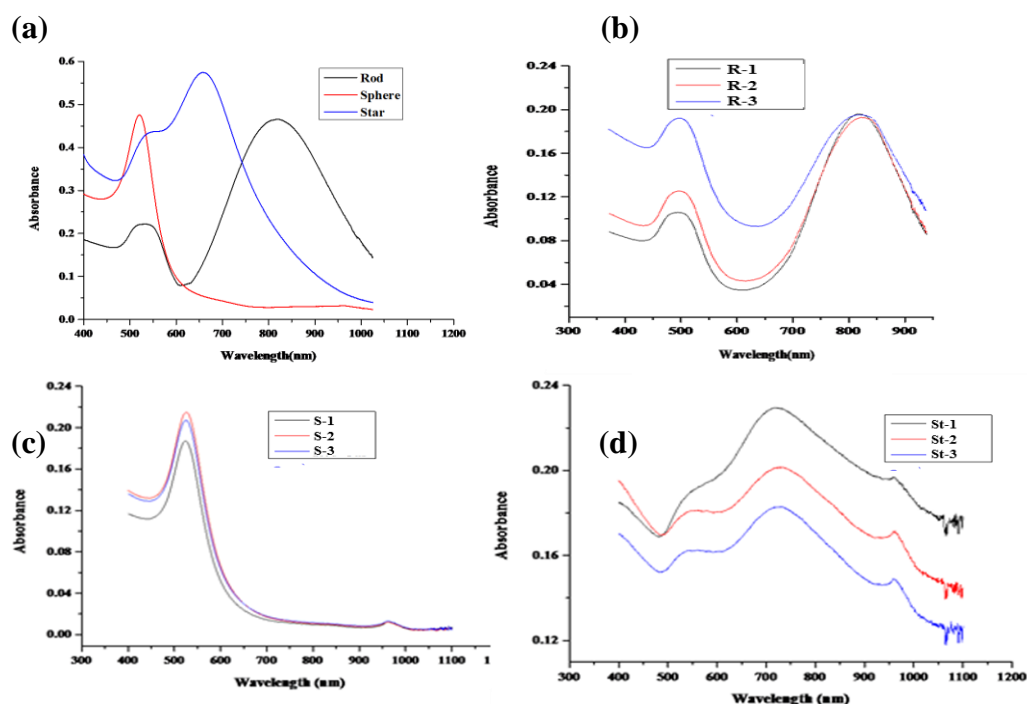 (a)
0.6
0.5
0.4
0.3
0.2
0.1
0.0
Absorbance
Rod
Sphere
Star
400 500 600 700 800 900 1000 1100 1200
Wavelength(nm)
(b)
0.24
0.20
0.16
0.12
0.08
0.04
Absorbance
R-1
R-2
R-3
300 400 500 600 700 800 900
Wavelength(nm)
(c)
0.24
0.20
0.16
0.12
0.08
0.04
0.00
Absorbance
S-1
S-2
S-3
300 400 500 600 700 800 900 1000 1100 1
Wavelength (nm)
(d)
0.24
0.20
0.16
0.12
Absorbance
St-1
St-2
St-3
300 400 500 600 700 800 900 1000 1100 1200
Wavelength (nm)